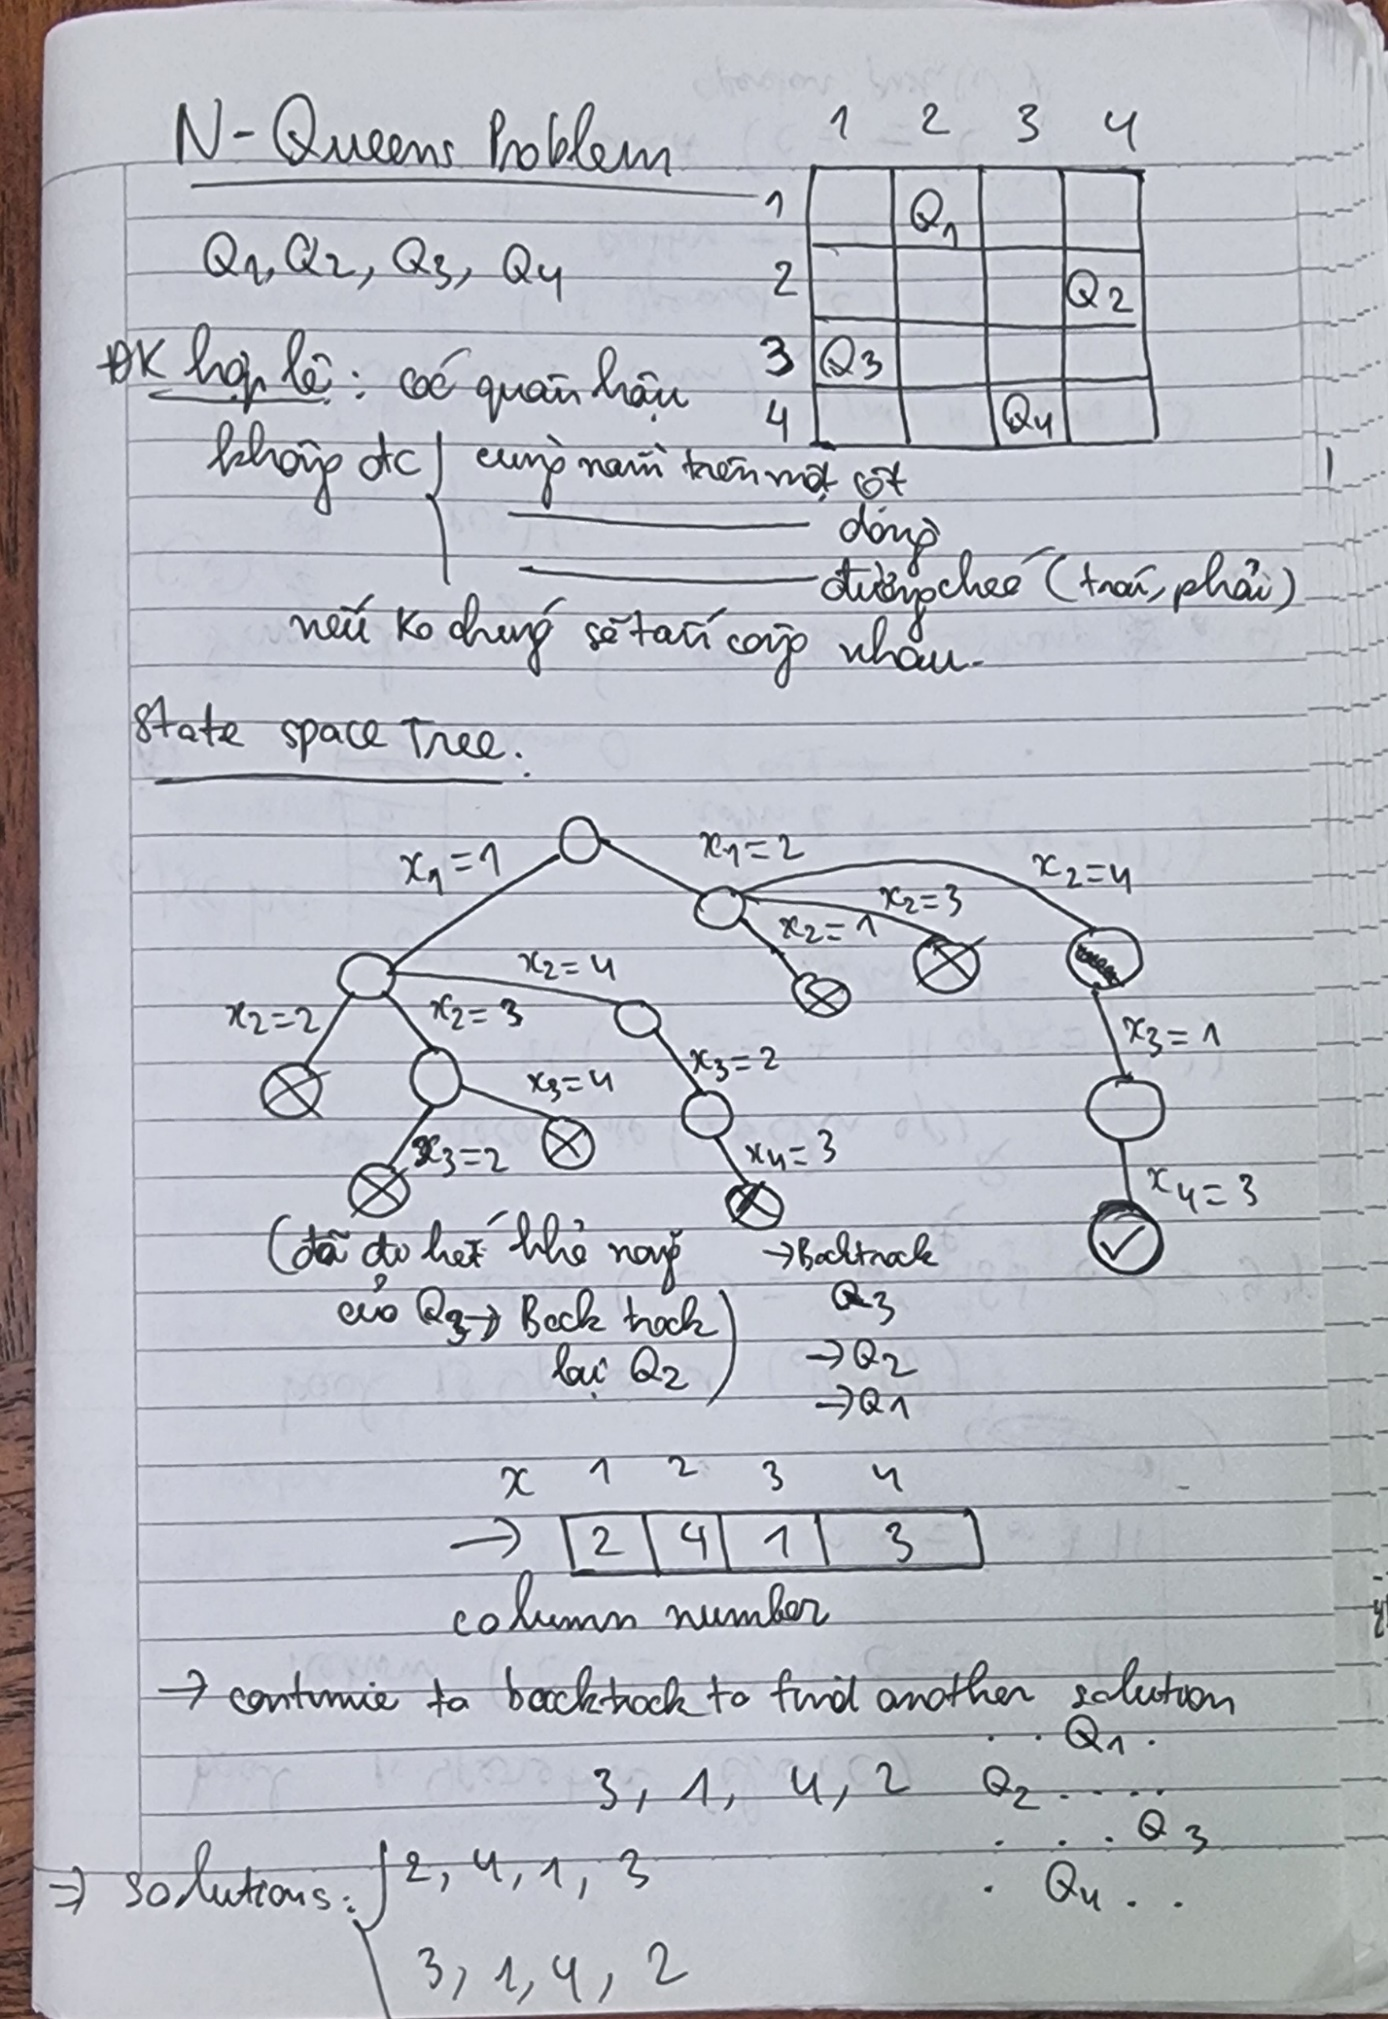 N-Queens Problem
1 2 3 4
1 Q1
2 Q2
3 Q3
4 Q4
Q1, Q2, Q3, Q4
ĐK hợp lệ: các quân hậu
không đc { cùng nằm trên một cột
dòng
đường chéo (trái, phải)
nếu ko chúng sẽ tấn công nhau.
State space Tree:
x1=1 x1=2 x2=4
x2=3
x2=1
x2=4
x2=2 x2=3
x3=1
x3=2
x3=4
x3=2 x4=3
x4=3
(đã đi hết khả năng
của Q3 → Back track
lại Q2)
→ Backtrack
Q3
→ Q2
→ Q1
x 1 2 3 4
→ 2 4 1 3
column number
→ continue to backtrack to find another solution
3, 1, 4, 2
. . Q1 .
Q2 . . . .
. . . Q3
. Q4 . .
⇒ solutions: { 2, 4, 1, 3
3, 1, 4, 2